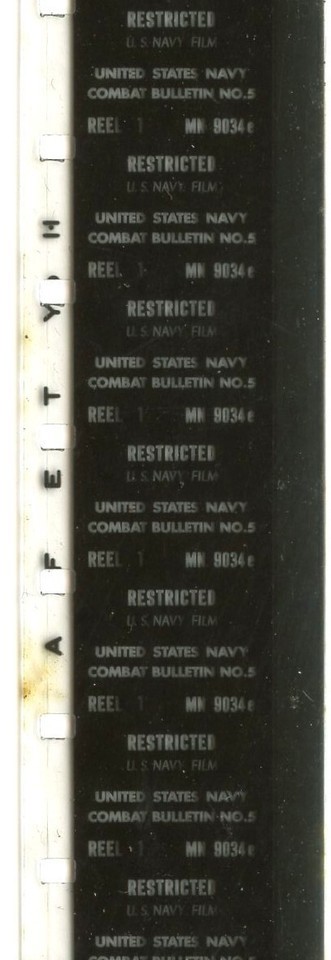 RESTRICTED
U. S. NAVY FILM
UNITED STATES NAVY
COMBAT BULLETIN NO.5
REEL 1 MN 9034e
RESTRICTED
U. S. NAVY FILM
UNITED STATES NAVY
COMBAT BULLETIN NO.5
REEL 1 MN 9034e
RESTRICTED
U. S. NAVY FILM
UNITED STATES NAVY
COMBAT BULLETIN NO.5
REEL 1 MN 9034e
RESTRICTED
U. S. NAVY FILM
UNITED STATES NAVY
COMBAT BULLETIN NO.5
REEL 1 MN 9034e
RESTRICTED
U. S. NAVY FILM
UNITED STATES NAVY
COMBAT BULLETIN NO.5
REEL 1 MN 9034e
RESTRICTED
U. S. NAVY FILM
UNITED STATES NAVY
COMBAT BULLETIN NO.5
REEL 1 MN 9034e
RESTRICTED
U. S. NAVY FILM
UNITED STATES NAVY
A F E T Y